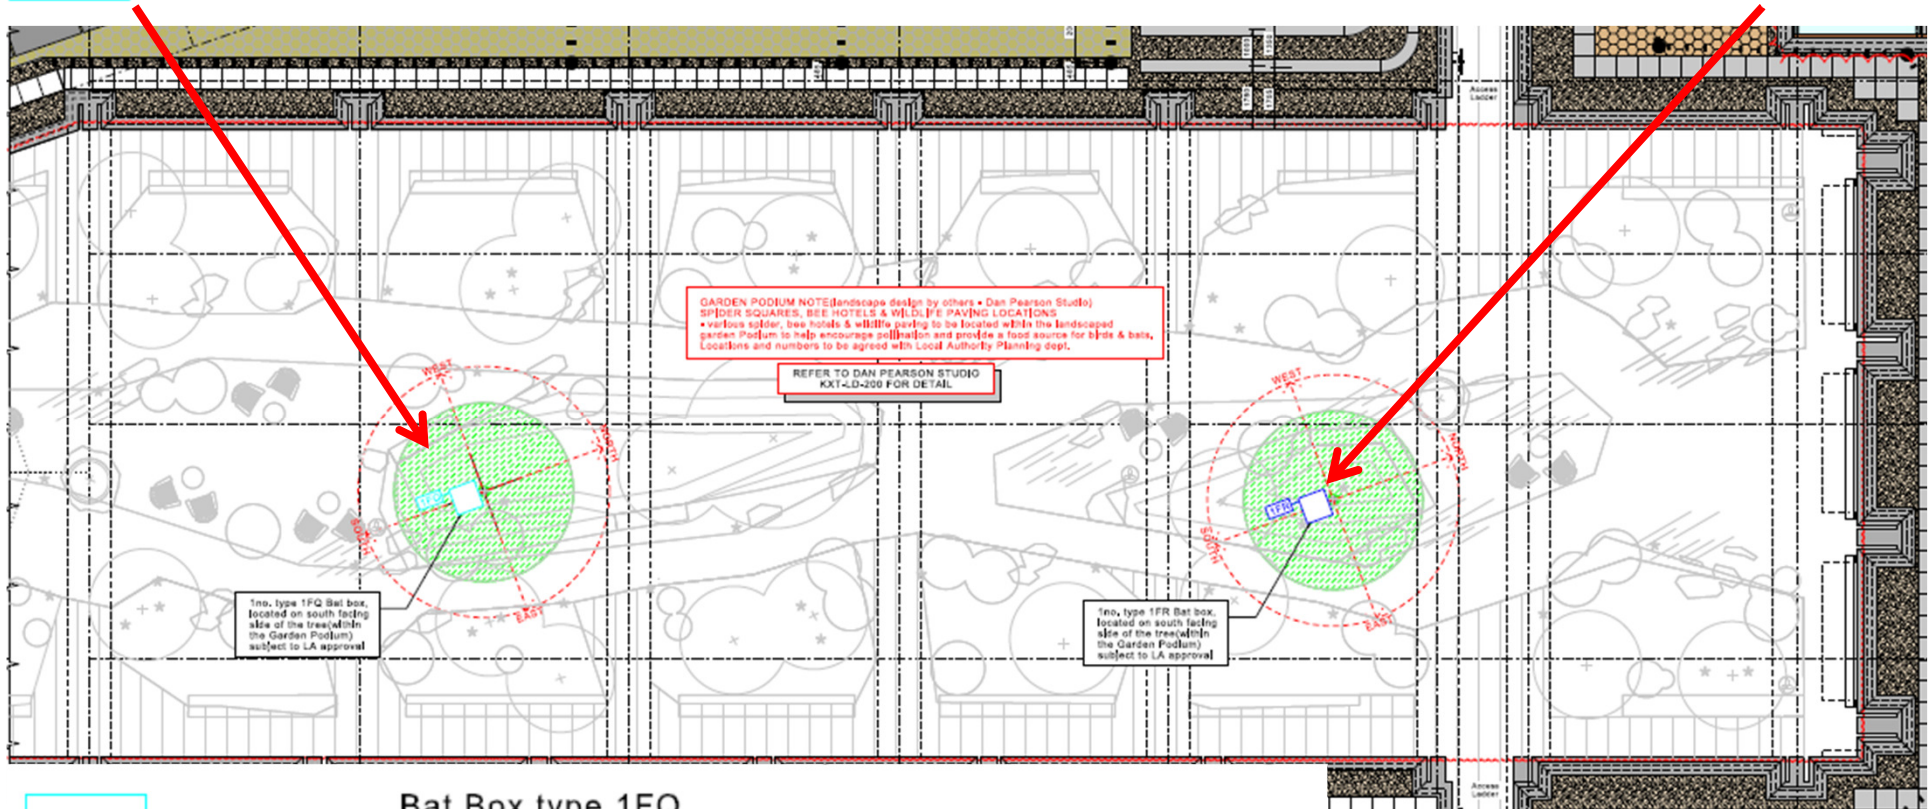 Access
Ladder
GARDEN PODIUM NOTE(landscape design by others • Dan Pearson Studio)
SPIDER SQUARES, BEE HOTELS & WILDLIFE PAVING LOCATIONS
• various spider, bee hotels & wildlife paving to be located within the landscaped
garden Podium to help encourage pollination and provide a food source for birds & bats,
Locations and numbers to be agreed with Local Authority Planning dept.
REFER TO DAN PEARSON STUDIO
KXT-LD-200 FOR DETAIL
WEST
NORTH
1FQ
SOUTH
EAST
WEST
NORTH
1FR
SOUTH
EAST
1no. type 1FQ Bat box,
located on south facing
side of the tree(within
the Garden Podium)
subject to LA approval
1no. type 1FR Bat box,
located on south facing
side of the tree(within
the Garden Podium)
subject to LA approval
Bat Box type 1FQ
Access
Ladder